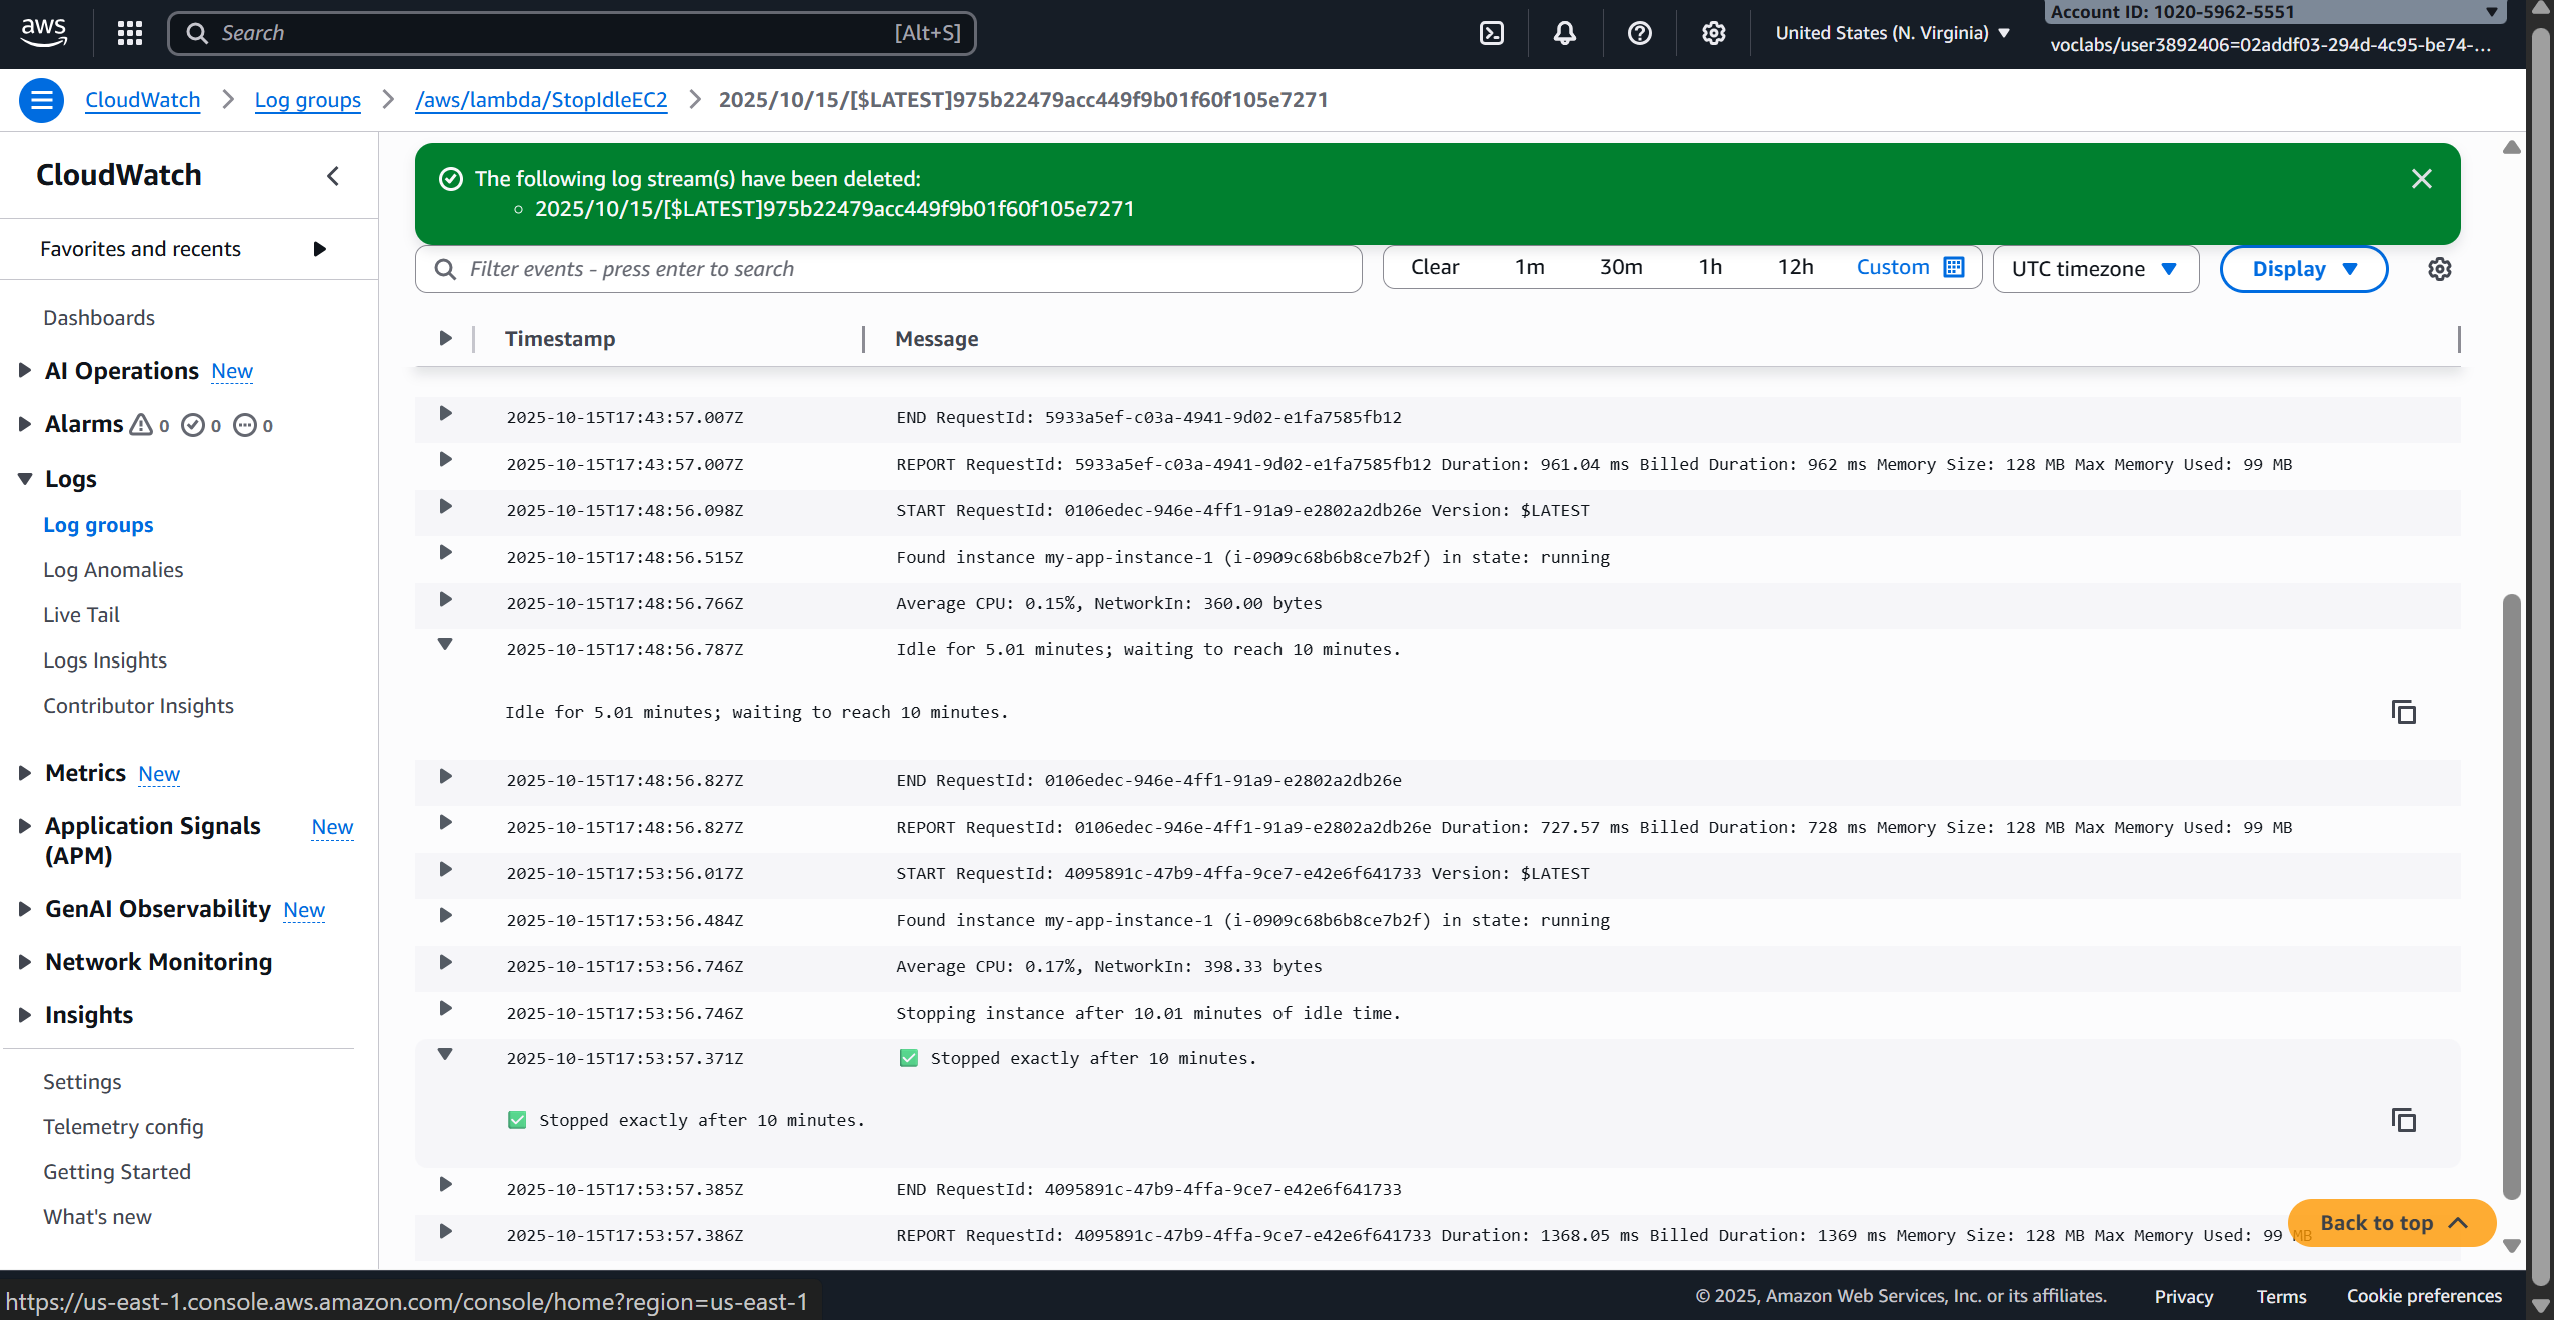 aws
Search [Alt+S]
United States (N. Virginia) ▼
Account ID: 1020-5962-5551
voclabs/user3892406=02addf03-294d-4c95-be74-...
CloudWatch > Log groups > /aws/lambda/StopIdleEC2 > 2025/10/15/[$LATEST]975b22479acc449f9b01f60f105e7271
CloudWatch
Favorites and recents
Dashboards
AI Operations New
Alarms 0 0 0
Logs
Log groups
Log Anomalies
Live Tail
Logs Insights
Contributor Insights
Metrics New
Application Signals (APM) New
GenAI Observability New
Network Monitoring
Insights
Settings
Telemetry config
Getting Started
What's new
The following log stream(s) have been deleted:
2025/10/15/[$LATEST]975b22479acc449f9b01f60f105e7271
Filter events - press enter to search
Clear 1m 30m 1h 12h Custom
UTC timezone
Display
Timestamp Message
2025-10-15T17:43:57.007Z END RequestId: 5933a5ef-c03a-4941-9d02-e1fa7585fb12
2025-10-15T17:43:57.007Z REPORT RequestId: 5933a5ef-c03a-4941-9d02-e1fa7585fb12 Duration: 961.04 ms Billed Duration: 962 ms Memory Size: 128 MB Max Memory Used: 99 MB
2025-10-15T17:48:56.098Z START RequestId: 0106edec-946e-4ff1-91a9-e2802a2db26e Version: $LATEST
2025-10-15T17:48:56.515Z Found instance my-app-instance-1 (i-0909c68b6b8ce7b2f) in state: running
2025-10-15T17:48:56.766Z Average CPU: 0.15%, NetworkIn: 360.00 bytes
2025-10-15T17:48:56.787Z Idle for 5.01 minutes; waiting to reach 10 minutes.
Idle for 5.01 minutes; waiting to reach 10 minutes.
2025-10-15T17:48:56.827Z END RequestId: 0106edec-946e-4ff1-91a9-e2802a2db26e
2025-10-15T17:48:56.827Z REPORT RequestId: 0106edec-946e-4ff1-91a9-e2802a2db26e Duration: 727.57 ms Billed Duration: 728 ms Memory Size: 128 MB Max Memory Used: 99 MB
2025-10-15T17:53:56.017Z START RequestId: 4095891c-47b9-4ffa-9ce7-e42e6f641733 Version: $LATEST
2025-10-15T17:53:56.484Z Found instance my-app-instance-1 (i-0909c68b6b8ce7b2f) in state: running
2025-10-15T17:53:56.746Z Average CPU: 0.17%, NetworkIn: 398.33 bytes
2025-10-15T17:53:56.746Z Stopping instance after 10.01 minutes of idle time.
2025-10-15T17:53:57.371Z ✅ Stopped exactly after 10 minutes.
✅ Stopped exactly after 10 minutes.
2025-10-15T17:53:57.385Z END RequestId: 4095891c-47b9-4ffa-9ce7-e42e6f641733
2025-10-15T17:53:57.386Z REPORT RequestId: 4095891c-47b9-4ffa-9ce7-e42e6f641733 Duration: 1368.05 ms Billed Duration: 1369 ms Memory Size: 128 MB Max Memory Used: 99 MB
Back to top
https://us-east-1.console.aws.amazon.com/console/home?region=us-east-1
© 2025, Amazon Web Services, Inc. or its affiliates. Privacy Terms Cookie preferences